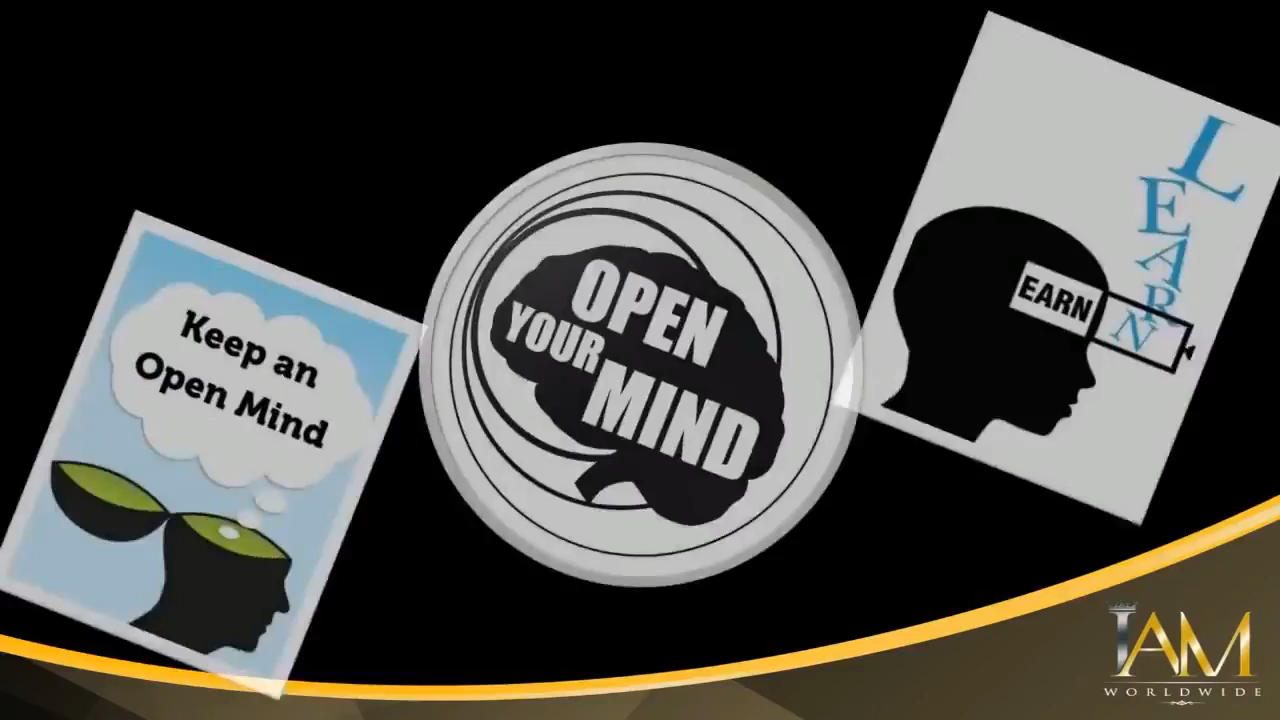 Keep an
Open Mind
OPEN
YOUR
MIND
LEARN
EARN
IAM
WORLDWIDE